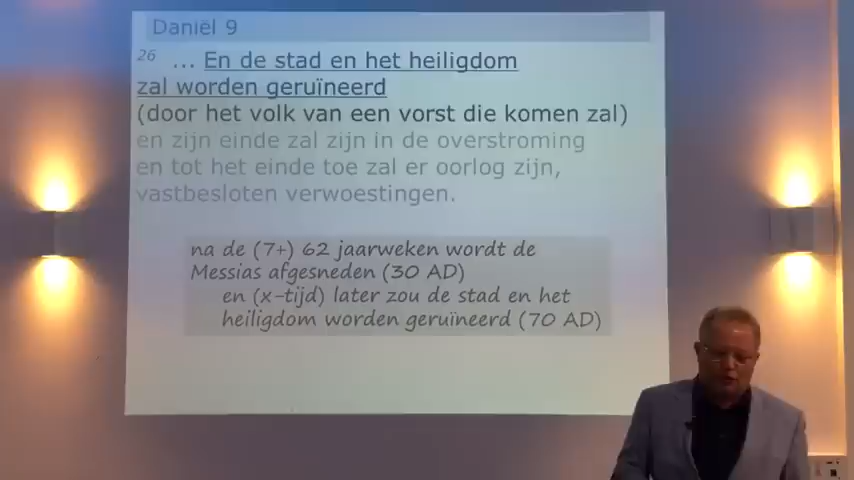 Daniël 9
26 ... En de stad en het heiligdom
zal worden geruïneerd
(door het volk van een vorst die komen zal)
en zijn einde zal zijn in de overstroming
en tot het einde toe zal er oorlog zijn,
vastbesloten verwoestingen.
na de (7+) 62 jaarweken wordt de
Messias afgesneden (30 AD)
en (x-tijd) later zou de stad en het
heiligdom worden geruïneerd (70 AD)